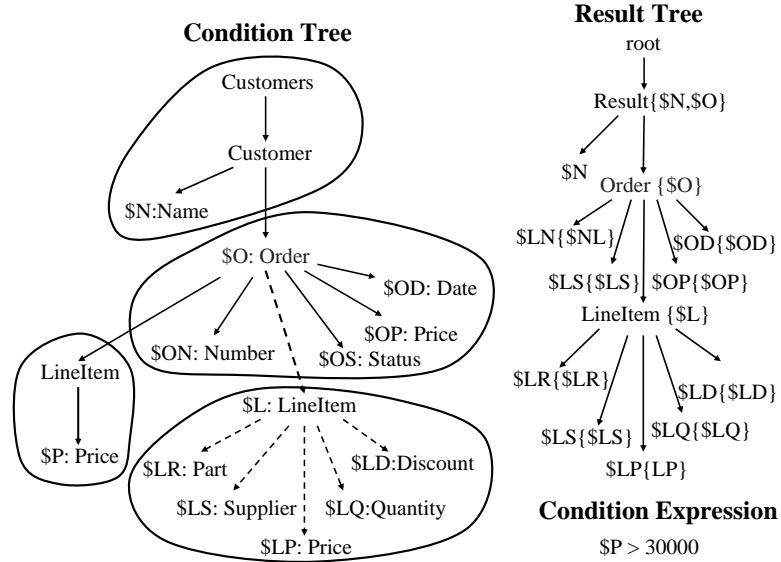 Condition Tree
Customers
Customer
$N:Name
$O: Order
$OD: Date
$OP: Price
$ON: Number
$OS: Status
LineItem
$P: Price
$L: LineItem
$LR: Part
$LD:Discount
$LS: Supplier
$LQ:Quantity
$LP: Price
Result Tree
root
Result{$N,$O}
$N
Order {$O}
$LN{$NL}
$OD{$OD}
$LS{$LS}
$OP{$OP}
LineItem {$L}
$LR{$LR}
$LD{$LD}
$LS{$LS}
$LQ{$LQ}
$LP{LP}
Condition Expression
$P > 30000